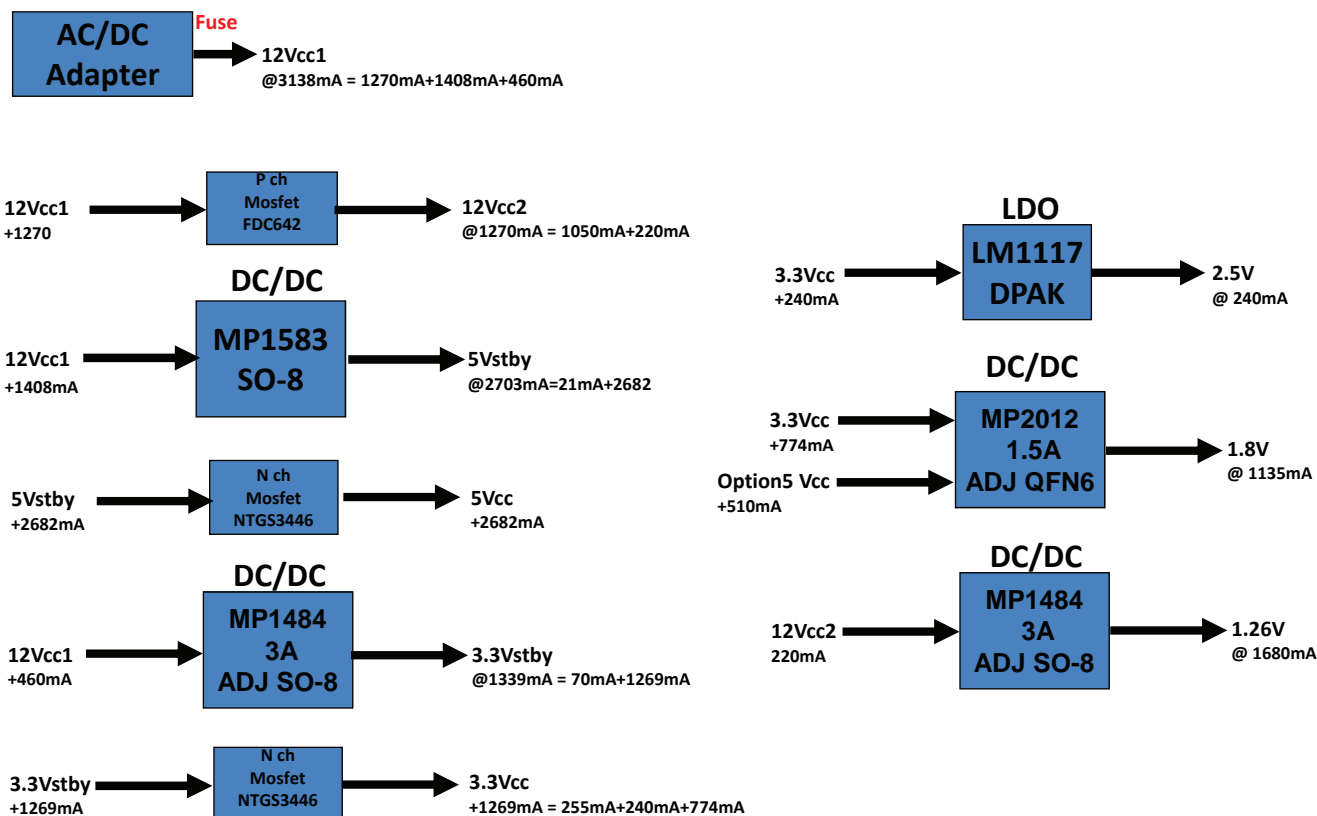 AC/DC
Adapter
Fuse
12Vcc1
@3138mA = 1270mA+1408mA+460mA
12Vcc1
+1270
P ch
Mosfet
FDC642
12Vcc2
@1270mA = 1050mA+220mA
DC/DC
12Vcc1
+1408mA
MP1583
SO-8
5Vstby
@2703mA=21mA+2682
5Vstby
+2682mA
N ch
Mosfet
NTGS3446
5Vcc
+2682mA
DC/DC
12Vcc1
+460mA
MP1484
3A
ADJ SO-8
3.3Vstby
@1339mA = 70mA+1269mA
3.3Vstby
+1269mA
N ch
Mosfet
NTGS3446
3.3Vcc
+1269mA = 255mA+240mA+774mA
LDO
3.3Vcc
+240mA
LM1117
DPAK
2.5V
@ 240mA
DC/DC
3.3Vcc
+774mA
Option5 Vcc
+510mA
MP2012
1.5A
ADJ QFN6
1.8V
@ 1135mA
DC/DC
12Vcc2
220mA
MP1484
3A
ADJ SO-8
1.26V
@ 1680mA